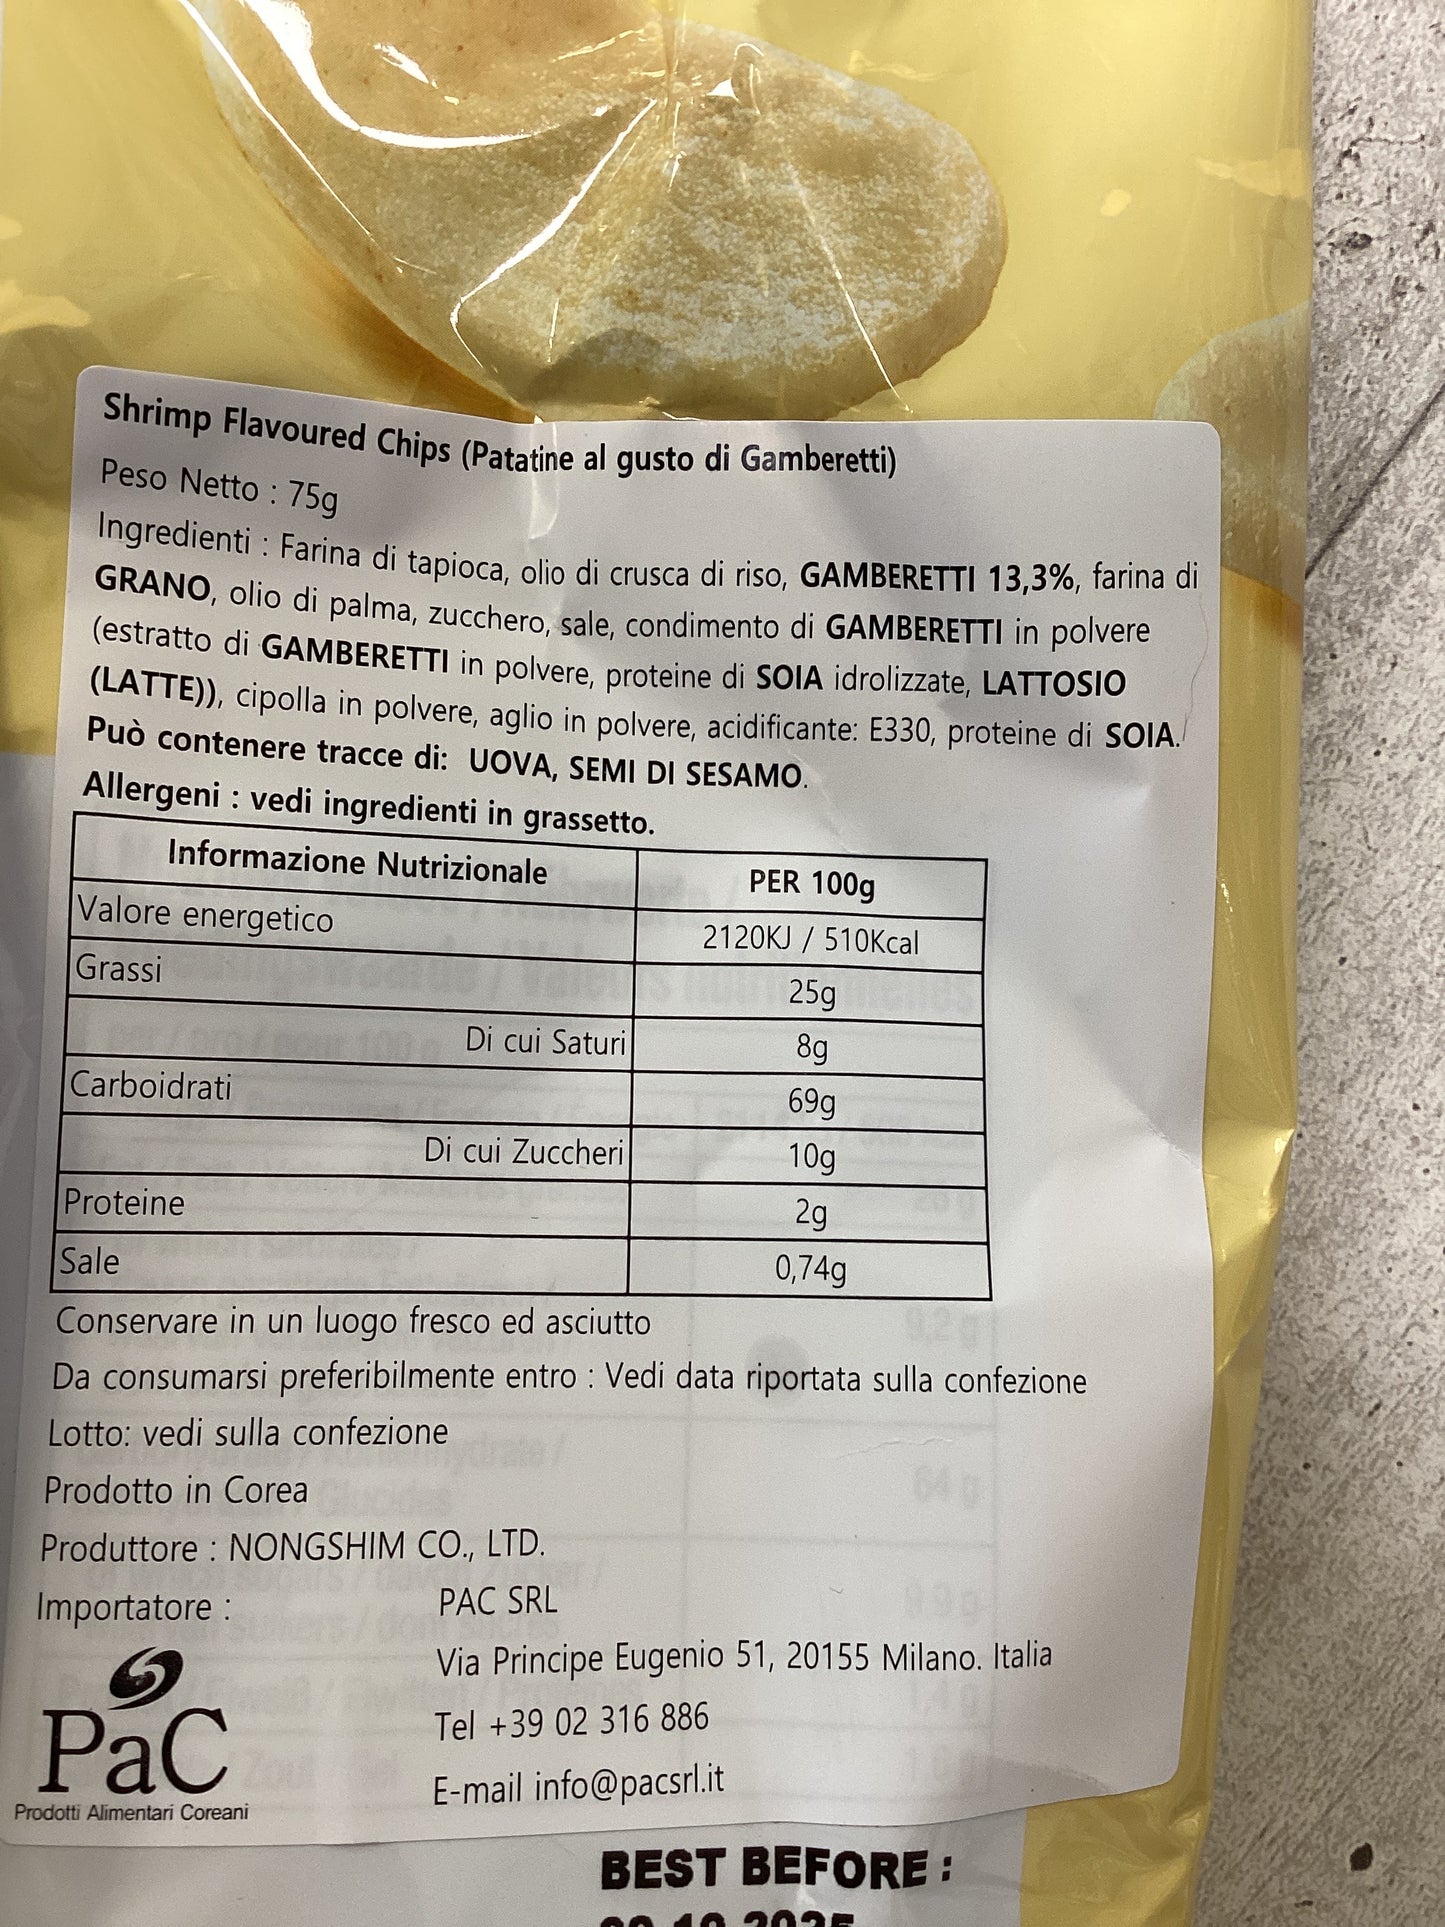 Shrimp Flavoured Chips (Patatine al gusto di Gamberetti)
Peso Netto : 75g
Ingredienti : Farina di tapioca, olio di crusca di riso, GAMBERETTI 13,3%, farina di
GRANO, olio di palma, zucchero, sale, condimento di GAMBERETTI in polvere
(estratto di GAMBERETTI in polvere, proteine di SOIA idrolizzate, LATTOSIO
(LATTE)), cipolla in polvere, aglio in polvere, acidificante: E330, proteine di SOIA.
Può contenere tracce di: UOVA, SEMI DI SESAMO.
Allergeni : vedi ingredienti in grassetto.
Informazione Nutrizionale PER 100g
Valore energetico 2120KJ / 510Kcal
Grassi 25g
Di cui Saturi 8g
Carboidrati 69g
Di cui Zuccheri 10g
Proteine 2g
Sale 0,74g
Conservare in un luogo fresco ed asciutto
Da consumarsi preferibilmente entro : Vedi data riportata sulla confezione
Lotto: vedi sulla confezione
Prodotto in Corea
Produttore : NONGSHIM CO., LTD.
Importatore : PAC SRL
Via Principe Eugenio 51, 20155 Milano. Italia
Tel +39 02 316 886
E-mail info@pacsrl.it
PaC
Prodotti Alimentari Coreani
BEST BEFORE :